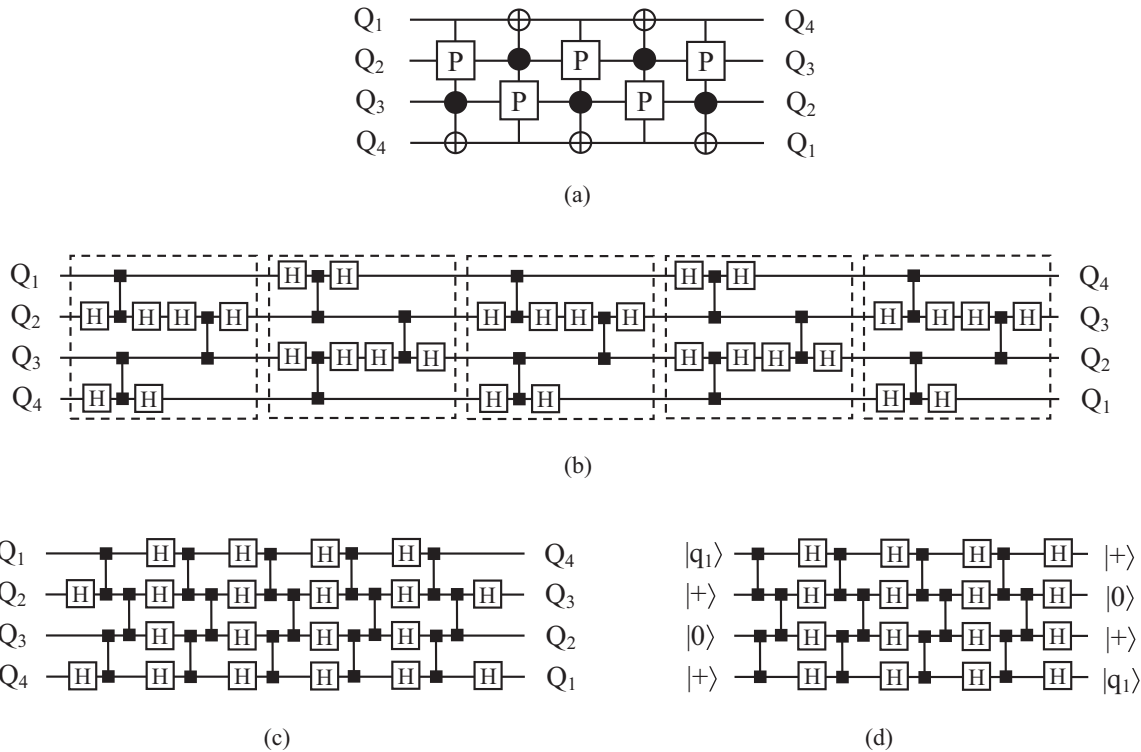 Q1 Q4
Q2 P P P Q3
Q3 P P Q2
Q4 Q1
(a)
Q1 H H H H Q4
Q2 H H H H H H H H H H H H Q3
Q3 H H H H H H H H Q2
Q4 H H H H H H Q1
(b)
Q1 H H H H Q4
Q2 H H H H H H Q3
Q3 H H H H Q2
Q4 H H H H H H Q1
(c)
|q1⟩ H H H H |+⟩
|+⟩ H H H H |0⟩
|0⟩ H H H H |+⟩
|+⟩ H H H H |q1⟩
(d)